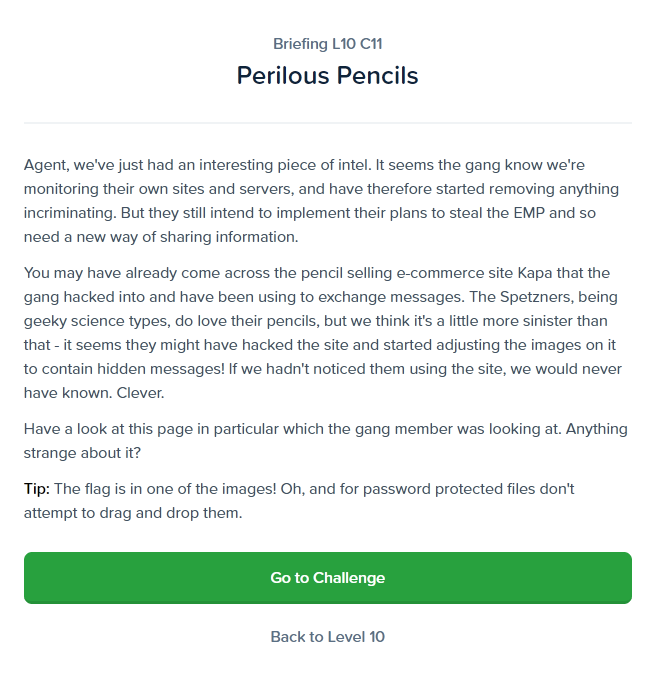 Briefing L10 C11
Perilous Pencils
Agent, we've just had an interesting piece of intel. It seems the gang know we're
monitoring their own sites and servers, and have therefore started removing anything
incriminating. But they still intend to implement their plans to steal the EMP and so
need a new way of sharing information.
You may have already come across the pencil selling e-commerce site Kapa that the
gang hacked into and have been using to exchange messages. The Spetzners, being
geeky science types, do love their pencils, but we think it's a little more sinister than
that - it seems they might have hacked the site and started adjusting the images on it
to contain hidden messages! If we hadn't noticed them using the site, we would never
have known. Clever.
Have a look at this page in particular which the gang member was looking at. Anything
strange about it?
Tip: The flag is in one of the images! Oh, and for password protected files don't
attempt to drag and drop them.
Go to Challenge
Back to Level 10